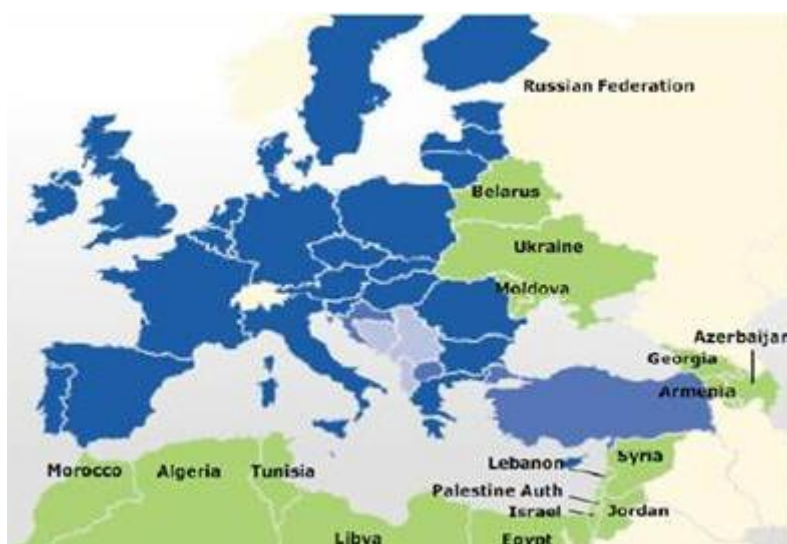 Russian Federation
Belarus
Ukraine
Moldova
Azerbaijan
Georgia
Armenia
Lebanon
Syria
Morocco
Algeria
Tunisia
Palestine Auth
Israel
Jordan
Libya
Egypt